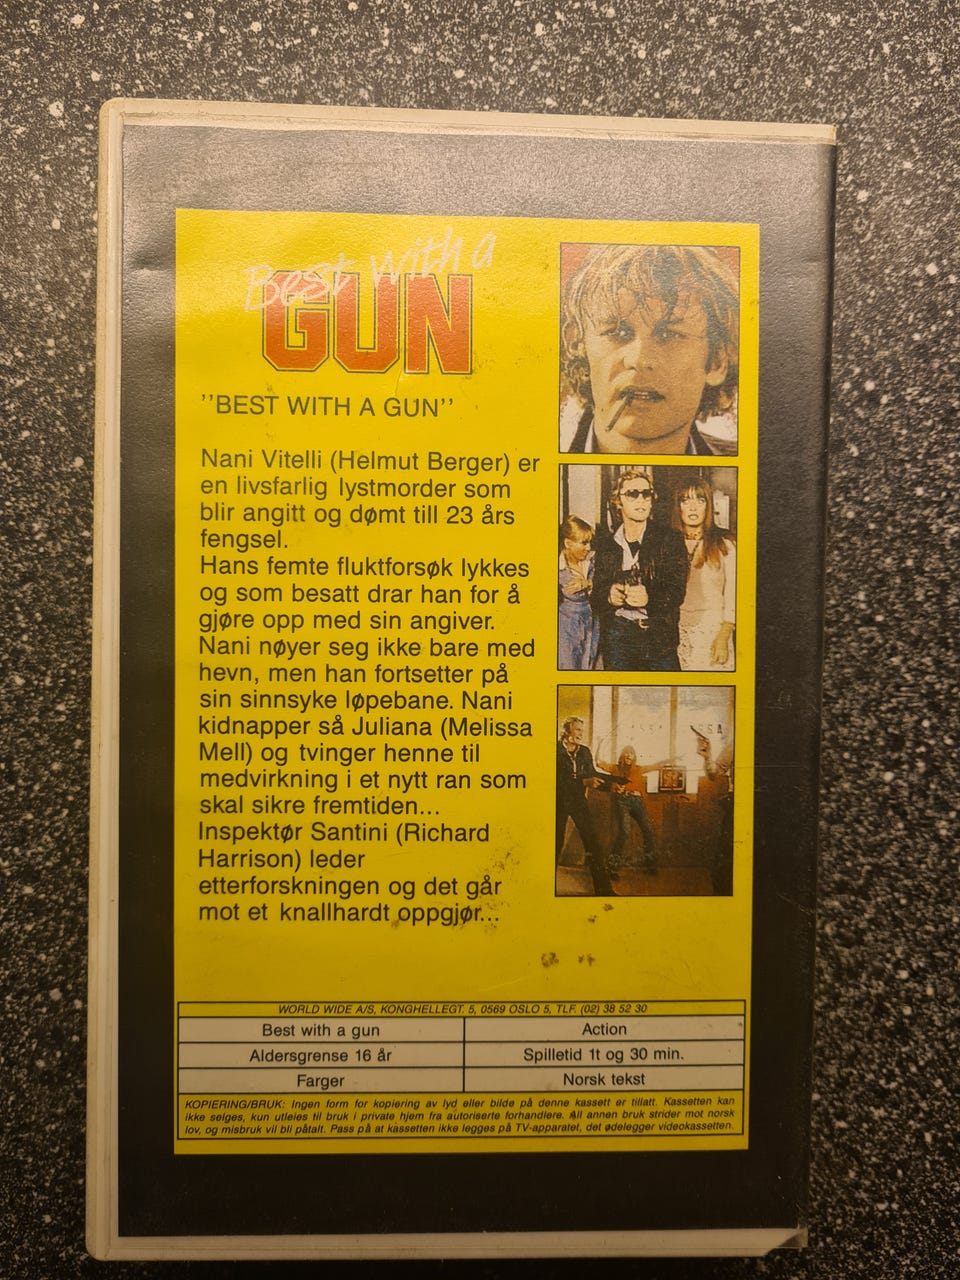 Best with a
GUN
"BEST WITH A GUN"
Nani Vitelli (Helmut Berger) er
en livsfarlig lystmorder som
blir angitt og dømt till 23 års
fengsel.
Hans femte fluktforsøk lykkes
og som besatt drar han for å
gjøre opp med sin angiver.
Nani nøyer seg ikke bare med
hevn, men han fortsetter på
sin sinnsyke løpebane. Nani
kidnapper så Juliana (Melissa
Mell) og tvinger henne til
medvirkning i et nytt ran som
skal sikre fremtiden...
Inspektør Santini (Richard
Harrison) leder
etterforskningen og det går
mot et knallhardt oppgjør...
WORLD WIDE A/S, KONGHELLEGT. 5, 0569 OSLO 5, TLF. (02) 38 52 30
Best with a gun Action
Aldersgrense 16 år Spilletid 1t og 30 min.
Farger Norsk tekst
KOPIERING/BRUK: Ingen form for kopiering av lyd eller bilde på denne kassett er tillatt. Kassetten kan
ikke selges, kun utleies til bruk i private hjem fra autoriserte forhandlere. All annen bruk strider mot norsk
lov, og misbruk vil bli påtalt. Pass på at kassetten ikke legges på TV-apparatet, det ødelegger videokassetten.